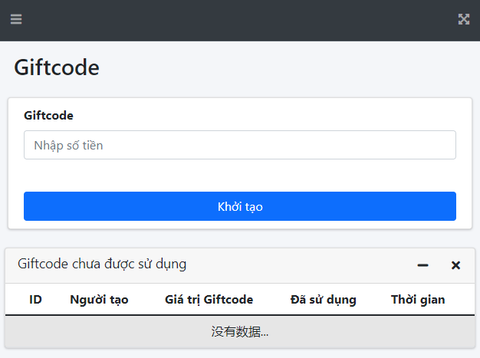 Giftcode
Giftcode
Nhập số tiền
Khởi tạo
Giftcode chưa được sử dụng
ID Người tạo Giá trị Giftcode Đã sử dụng Thời gian
没有数据...